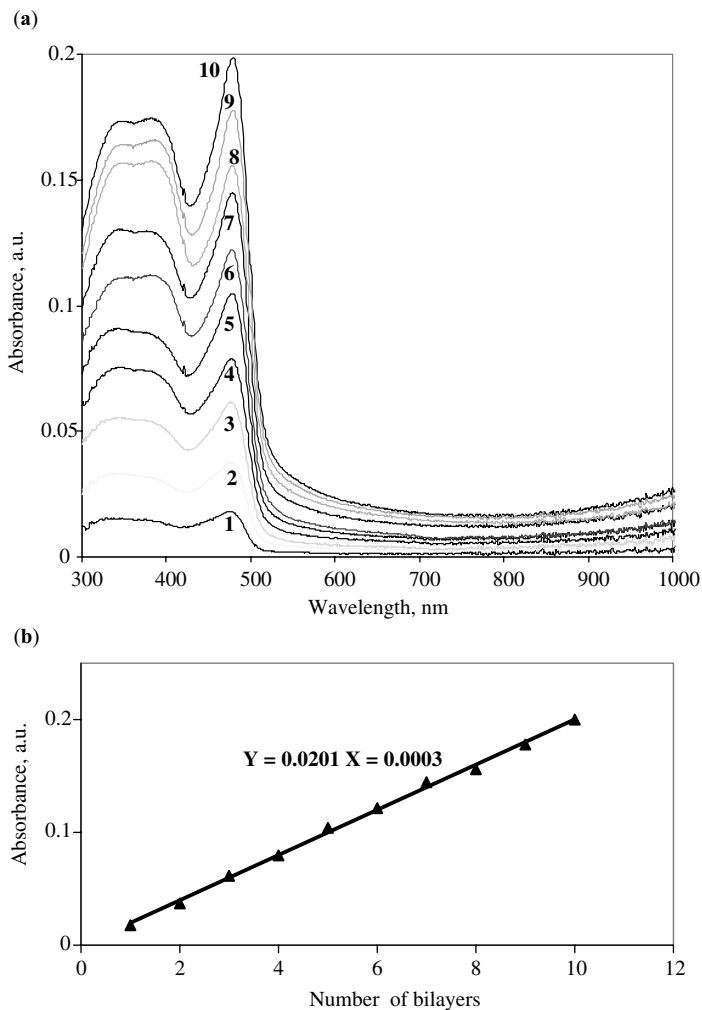 (a)
0.2
0.15
0.1
0.05
0
Absorbance, a.u.
10
9
8
7
6
5
4
3
2
1
300 400 500 600 700 800 900 1000
Wavelength, nm
(b)
0.2
0.1
0
Absorbance, a.u.
Y = 0.0201 X = 0.0003
0 2 4 6 8 10 12
Number of bilayers